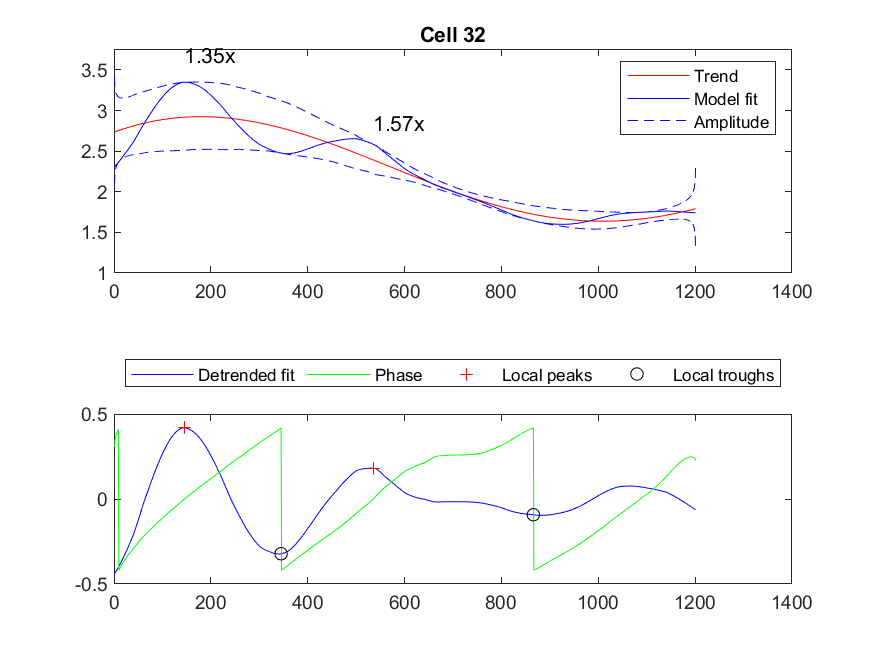 Cell 32
1.35x
1.57x
Trend
Model fit
Amplitude
3.5
3
2.5
2
1.5
1
0 200 400 600 800 1000 1200 1400
Detrended fit Phase Local peaks Local troughs
0.5
0
-0.5
0 200 400 600 800 1000 1200 1400